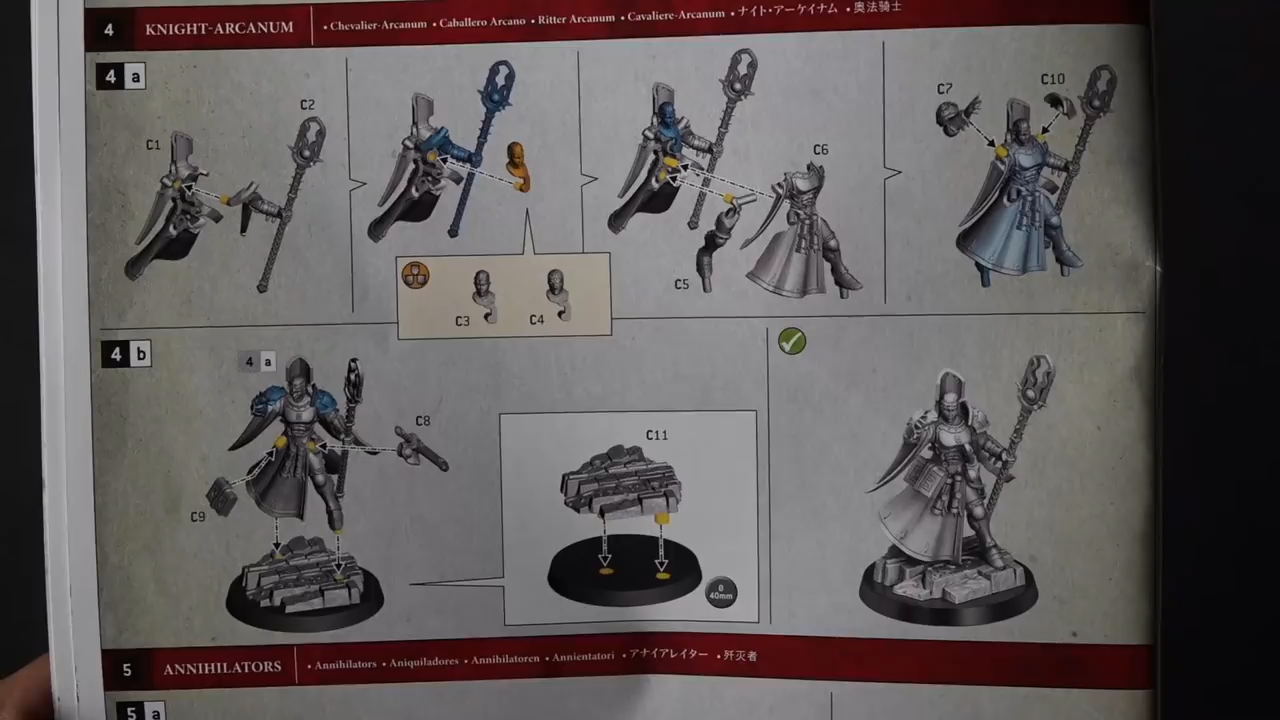 4 KNIGHT-ARCANUM • Chevalier-Arcanum • Caballero Arcano • Ritter Arcanum • Cavaliere-Arcanum • ナイト・アーケイナム • 奥法騎士
4 a
C1
C2
C3
C4
C5
C6
C7
C10
4 b
4 a
C8
C9
C11
Ø
40mm
5 ANNIHILATORS • Annihilators • Aniquiladores • Annihilatoren • Annientatori • アナイアレイター • 歼灭者
5 a